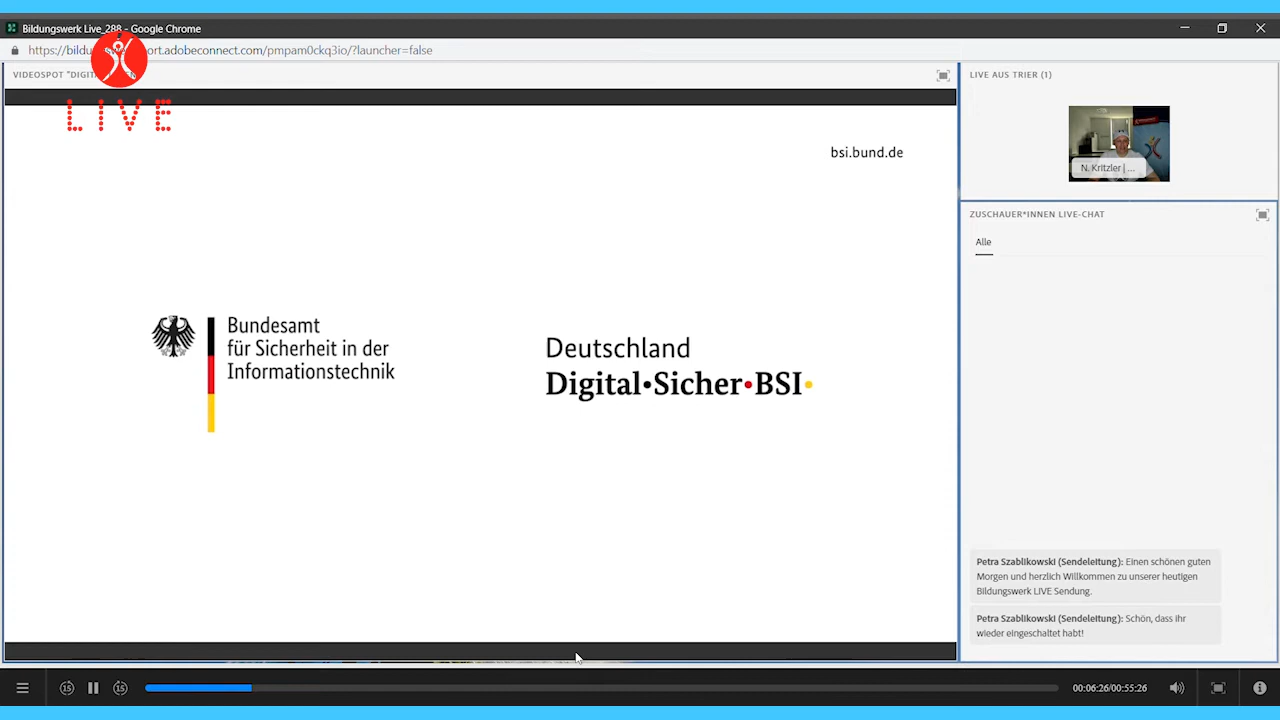 Bildungswerk Live_288 - Google Chrome
https://bildu port.adobeconnect.com/pmpam0ckq3io/?launcher=false
LIVE
VIDEOSPOT "DIGIT
LIVE AUS TRIER (1)
N. Kritzler | ...
bsi.bund.de
Bundesamt
für Sicherheit in der
Informationstechnik
Deutschland
Digital•Sicher•BSI•
ZUSCHAUER*INNEN LIVE-CHAT
Alle
Petra Szablikowski (Sendeleitung): Einen schönen guten
Morgen und herzlich Willkommen zu unserer heutigen
Bildungswerk LIVE Sendung.
Petra Szablikowski (Sendeleitung): Schön, dass ihr
wieder eingeschaltet habt!
15
15
00:06:26/00:55:26